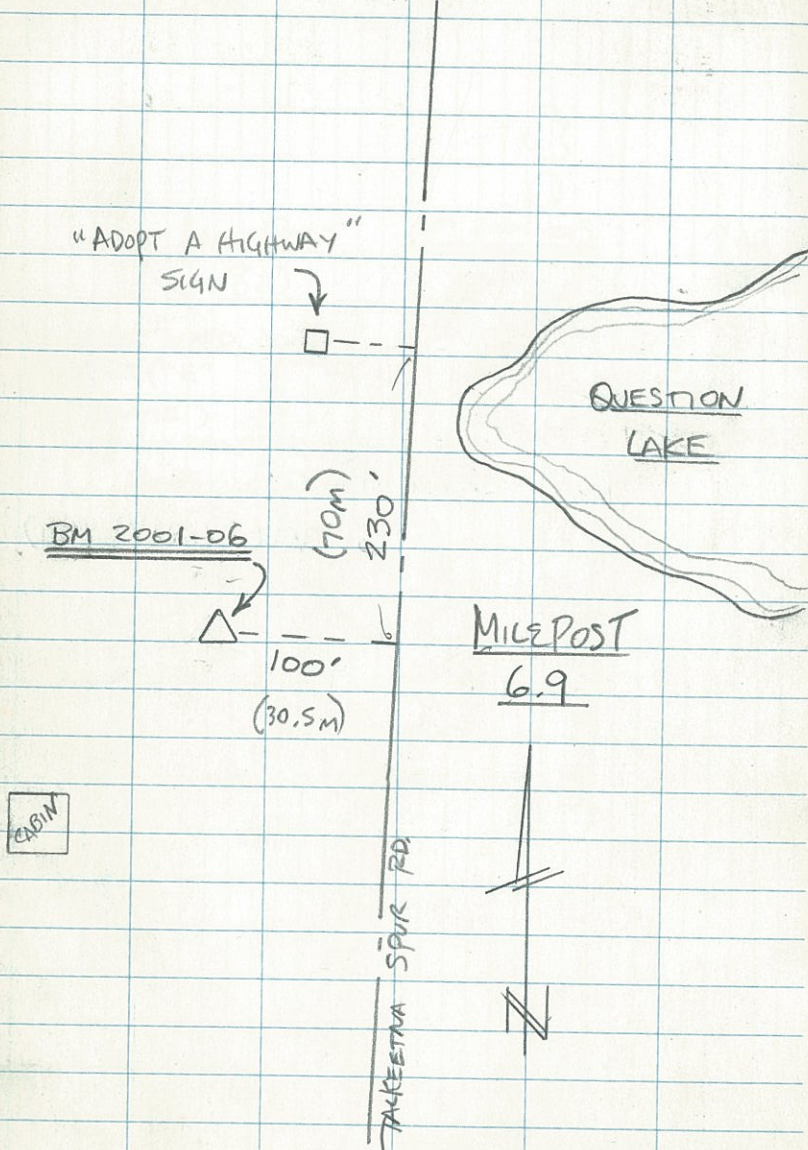 "ADOPT A HIGHWAY"
SIGN
QUESTION
LAKE
(70M)
230'
BM 2001-06
100'
(30.5M)
MILEPOST
6.9
CABIN
TALKEETNA SPUR RD.
N